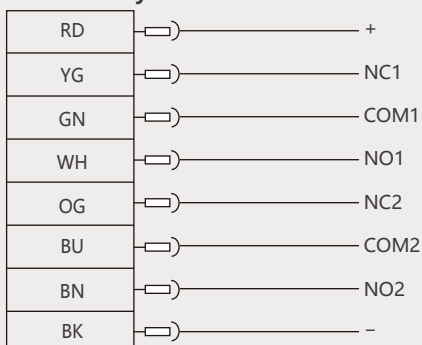 RD +
YG NC1
GN COM1
WH NO1
OG NC2
BU COM2
BN NO2
BK −